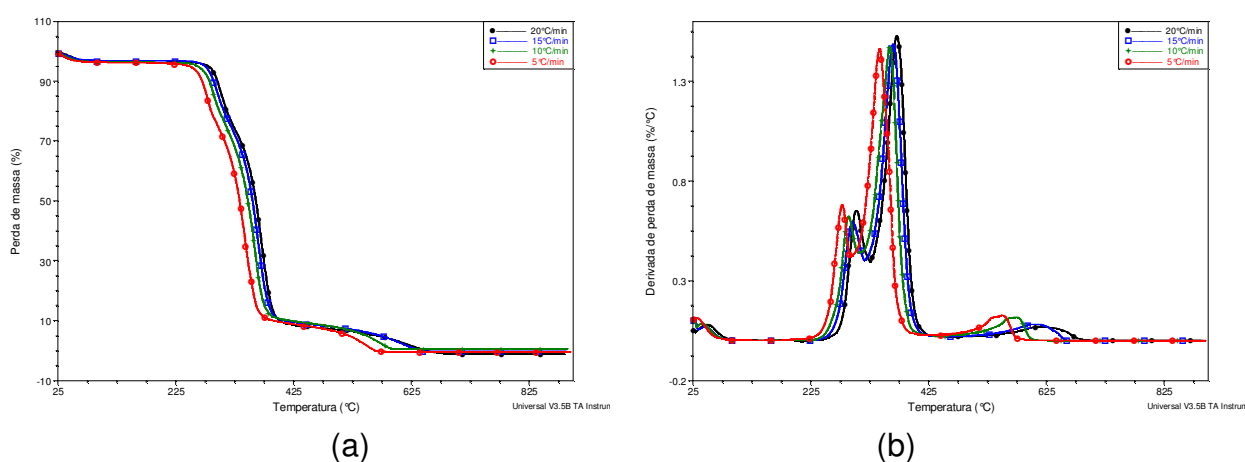 110
90
70
50
30
10
-10
Perda de massa (%)
25
225
425
625
825
Temperatura (°C)
Universal V3.5B TA Instrun
20°C/min
15°C/min
10°C/min
5°C/min
(a)
1.3
0.8
0.3
-0.2
Derivada de perda de massa (%/°C)
25
225
425
625
825
Temperatura (°C)
Universal V3.5B TA Instrun
20°C/min
15°C/min
10°C/min
5°C/min
(b)